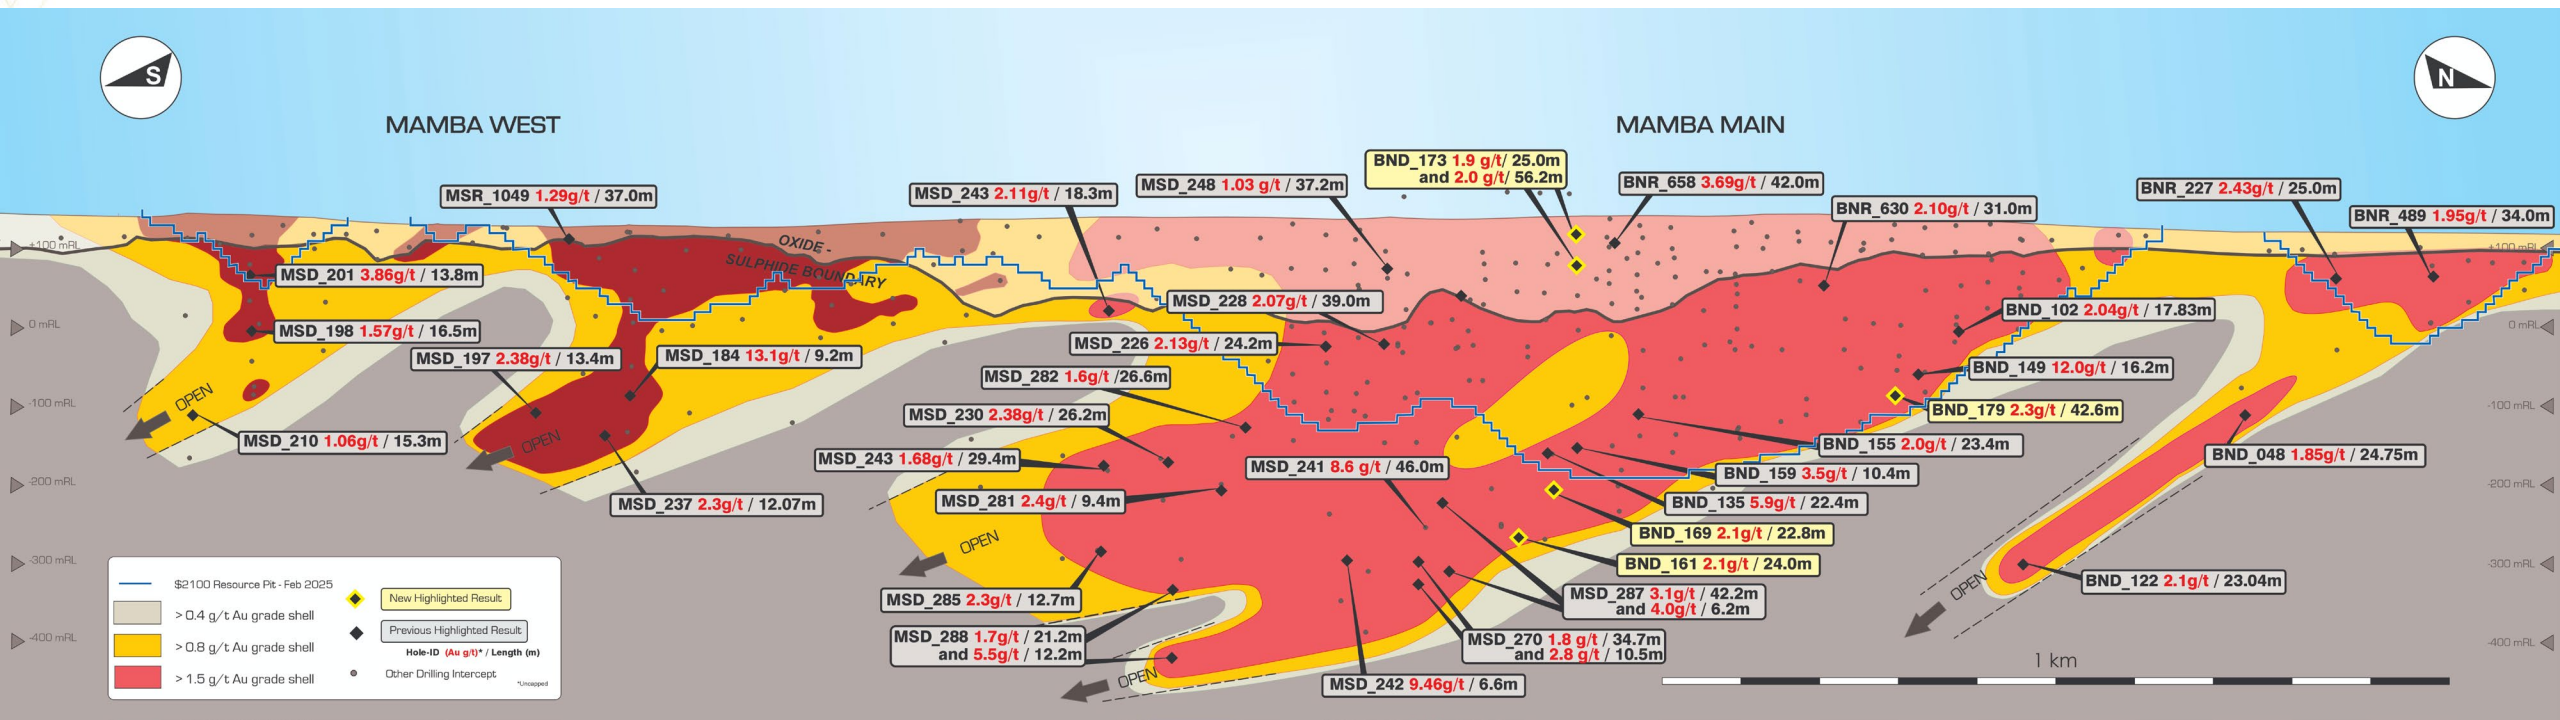 S
N
MAMBA WEST
MAMBA MAIN
BND_173 1.9 g/t/ 25.0m
and 2.0 g/t/ 56.2m
MSR_1049 1.29g/t / 37.0m
MSD_243 2.11g/t / 18.3m
MSD_248 1.03 g/t / 37.2m
BNR_658 3.69g/t / 42.0m
BNR_630 2.10g/t / 31.0m
BNR_227 2.43g/t / 25.0m
BNR_489 1.95g/t / 34.0m
+100 mRL
OXIDE -
SULPHIDE BOUNDARY
+100 mRL
MSD_201 3.86g/t / 13.8m
MSD_228 2.07g/t / 39.0m
BND_102 2.04g/t / 17.83m
0 mRL
MSD_198 1.57g/t / 16.5m
0 mRL
MSD_226 2.13g/t / 24.2m
MSD_197 2.38g/t / 13.4m
MSD_184 13.1g/t / 9.2m
BND_149 12.0g/t / 16.2m
MSD_282 1.6g/t /26.6m
-100 mRL
OPEN
-100 mRL
BND_179 2.3g/t / 42.6m
MSD_230 2.38g/t / 26.2m
MSD_210 1.06g/t / 15.3m
OPEN
BND_155 2.0g/t / 23.4m
BND_048 1.85g/t / 24.75m
MSD_243 1.68g/t / 29.4m
MSD_241 8.6 g/t / 46.0m
BND_159 3.5g/t / 10.4m
-200 mRL
-200 mRL
MSD_281 2.4g/t / 9.4m
MSD_237 2.3g/t / 12.07m
BND_135 5.9g/t / 22.4m
BND_169 2.1g/t / 22.8m
OPEN
-300 mRL
BND_161 2.1g/t / 24.0m
-300 mRL
OPEN
BND_122 2.1g/t / 23.04m
MSD_285 2.3g/t / 12.7m
MSD_287 3.1g/t / 42.2m
and 4.0g/t / 6.2m
MSD_288 1.7g/t / 21.2m
and 5.5g/t / 12.2m
MSD_270 1.8 g/t / 34.7m
and 2.8 g/t / 10.5m
-400 mRL
-400 mRL
OPEN
MSD_242 9.46g/t / 6.6m
1 km
$2100 Resource Pit - Feb 2025
> 0.4 g/t Au grade shell
> 0.8 g/t Au grade shell
> 1.5 g/t Au grade shell
New Highlighted Result
Previous Highlighted Result
Hole-ID (Au g/t)* / Length (m)
Other Drilling Intercept
*Uncapped